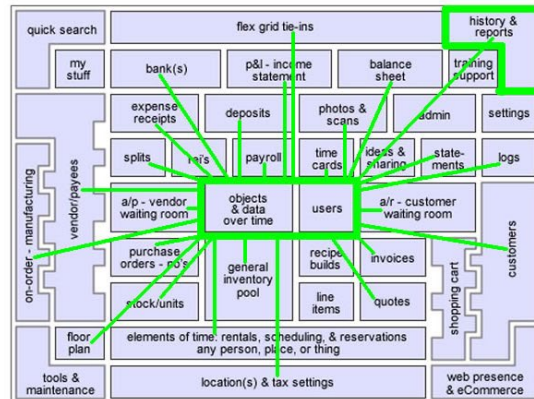 quick search
flex grid tie-ins
history &
reports
my
stuff
bank(s)
p&l - income
statement
balance
sheet
training
support
expense
receipts
deposits
photos &
scans
admin
settings
splits
payroll
time
cards
ideas &
sharing
state-
ments
logs
on-order - manufacturing
vendor/payees
a/p - vendor
waiting room
objects
& data
over time
users
a/r - customer
waiting room
customers
purchase
orders - po's
general
inventory
pool
recipe
builds
invoices
shopping cart
stock/units
line
items
quotes
floor
plan
elements of time: rentals, scheduling, & reservations
any person, place, or thing
tools &
maintenance
location(s) & tax settings
web presence
& eCommerce